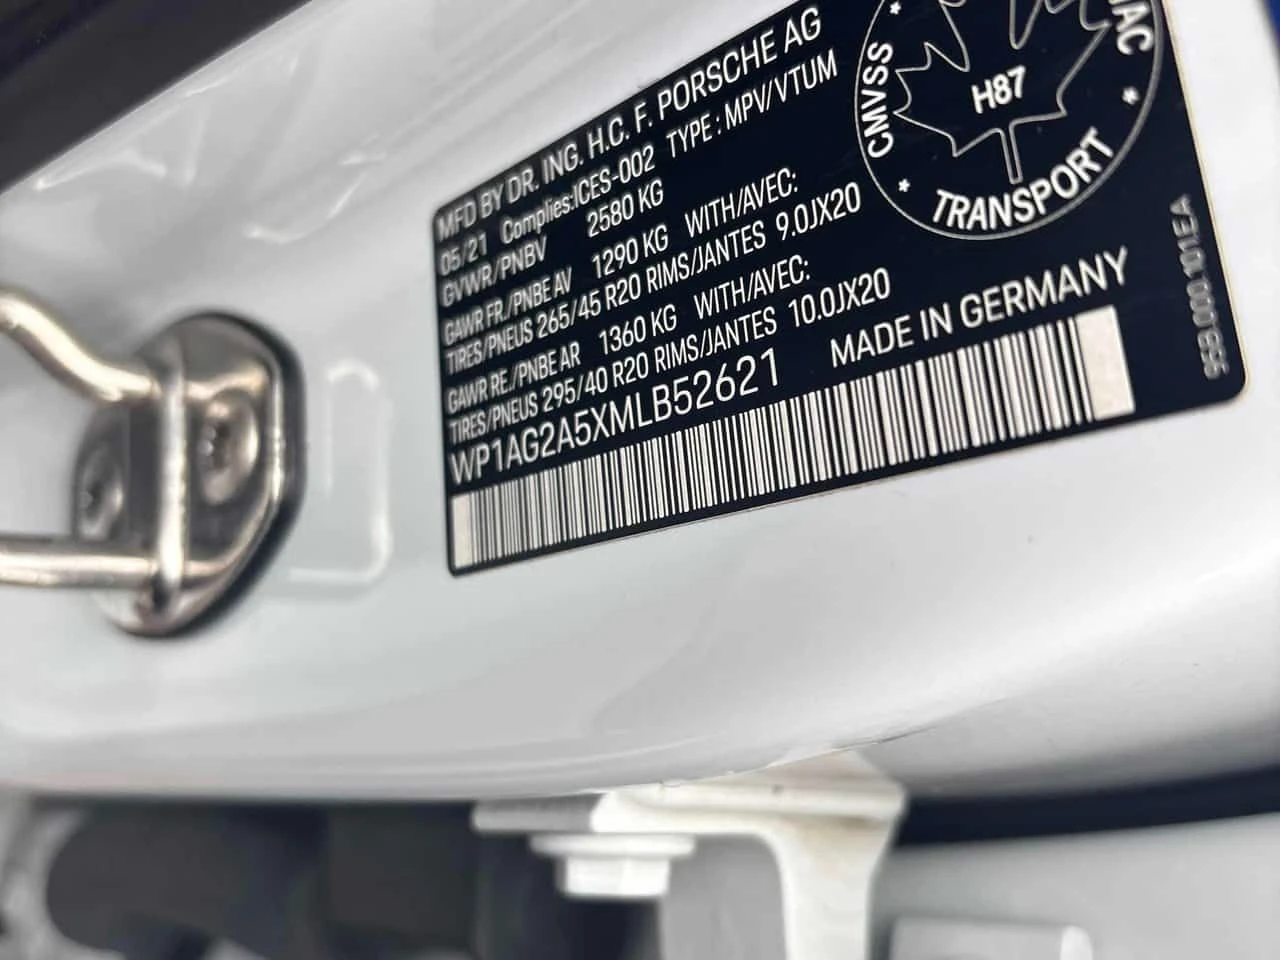 MFD BY DR. ING. H.C. F. PORSCHE AG
05/21 Complies:ICES-002 TYPE : MPV/VTUM
GVWR/PNBV 2580 KG
GAWR FR./PNBE AV 1290 KG WITH/AVEC:
TIRES/PNEUS 265/45 R20 RIMS/JANTES 9.0JX20
GAWR RE./PNBE AR 1360 KG WITH/AVEC:
TIRES/PNEUS 295/40 R20 RIMS/JANTES 10.0JX20
WP1AG2A5XMLB52621 MADE IN GERMANY
CMVSS
H87
TRANSPORT